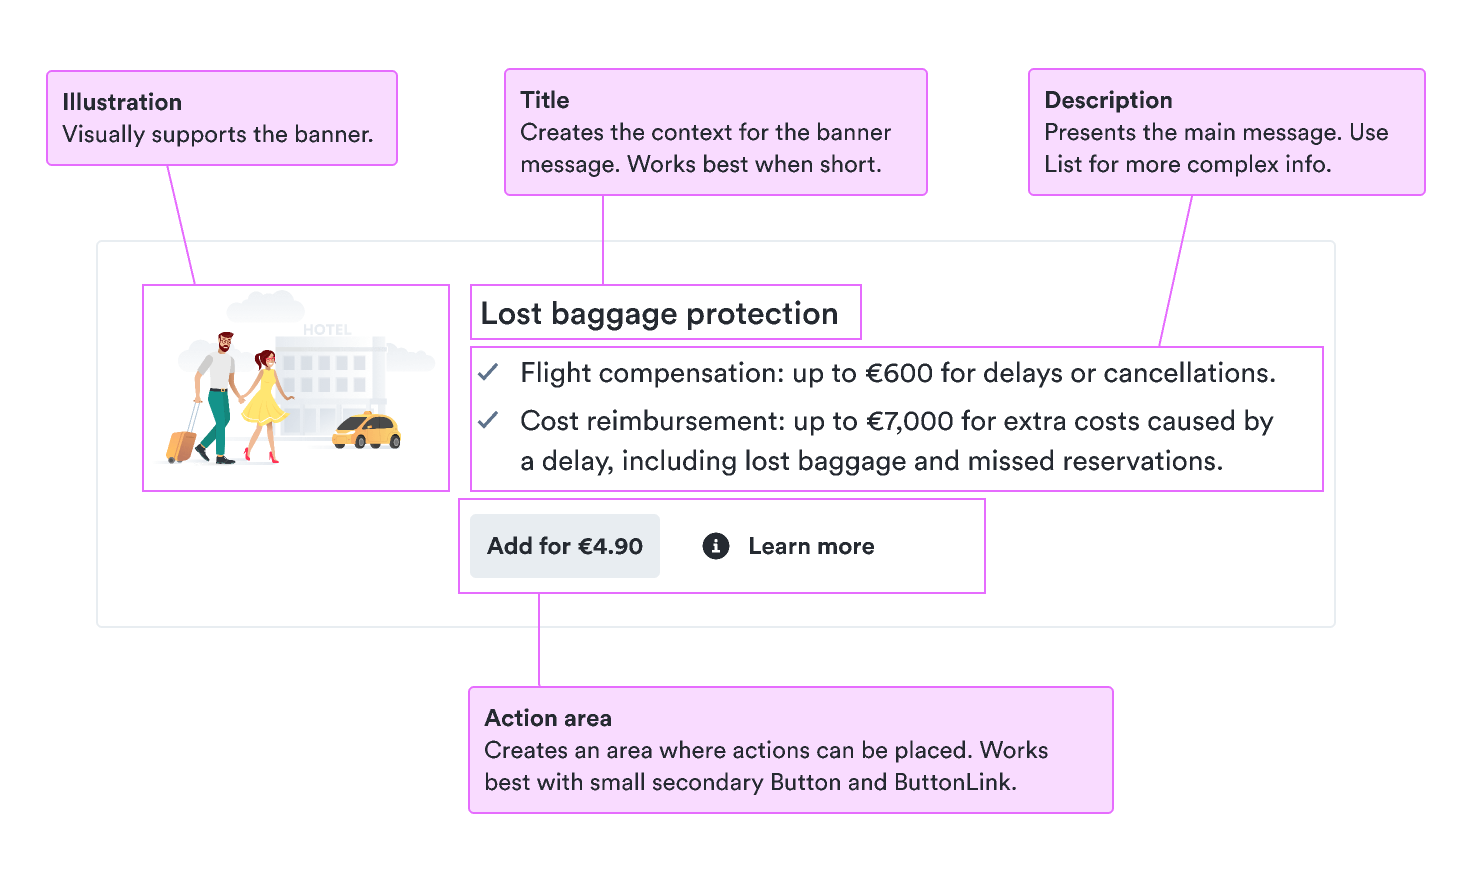 Illustration
Visually supports the banner.
Title
Creates the context for the banner
message. Works best when short.
Description
Presents the main message. Use
List for more complex info.
HOTEL
Lost baggage protection
Flight compensation: up to €600 for delays or cancellations.
Cost reimbursement: up to €7,000 for extra costs caused by
a delay, including lost baggage and missed reservations.
Add for €4.90
Learn more
Action area
Creates an area where actions can be placed. Works
best with small secondary Button and ButtonLink.